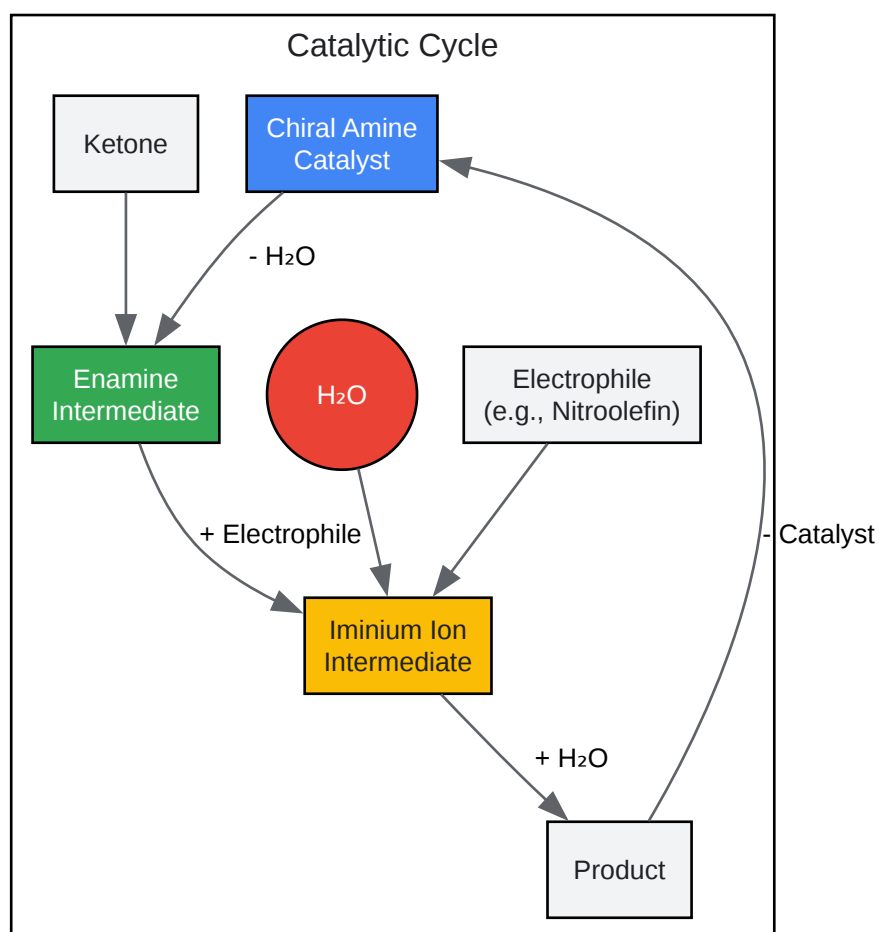 Catalytic Cycle
Ketone
Chiral Amine
Catalyst
- H₂O
Enamine
Intermediate
H₂O
Electrophile
(e.g., Nitroolefin)
+ Electrophile
- Catalyst
Iminium Ion
Intermediate
+ H₂O
Product